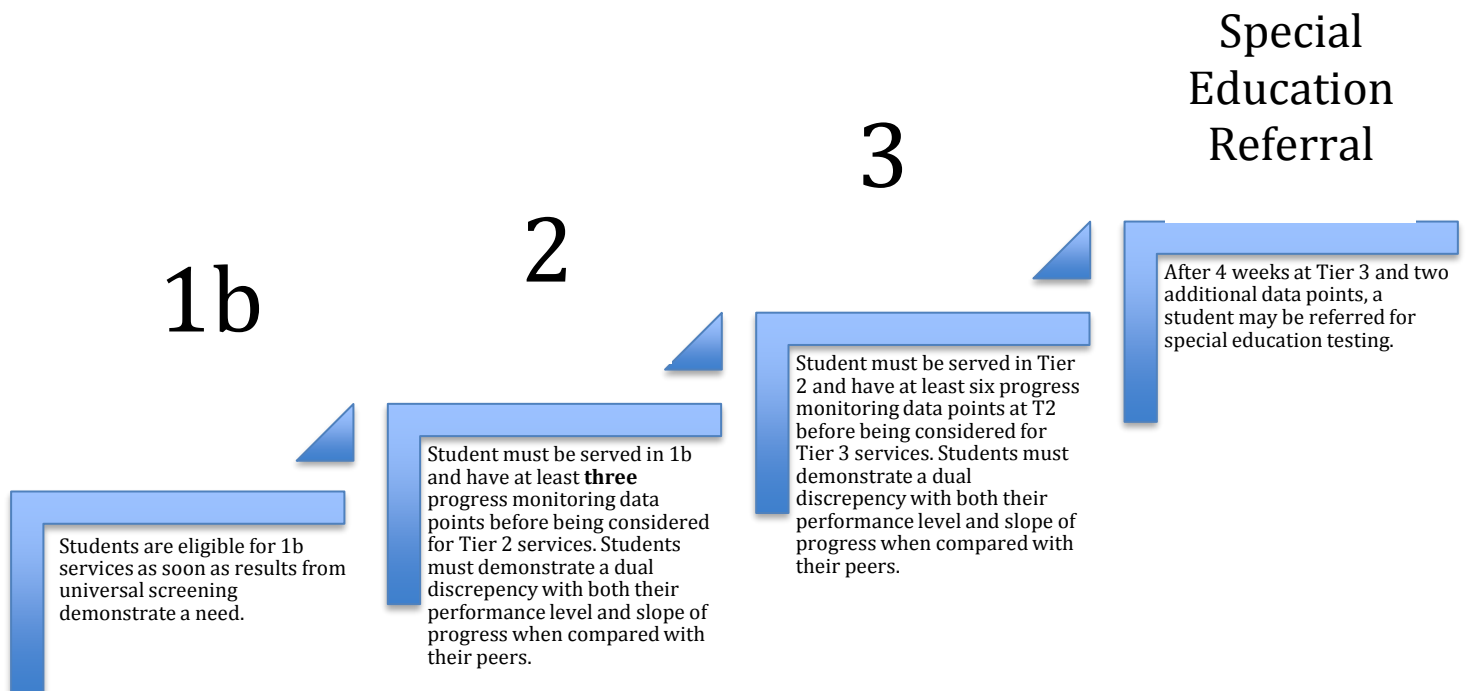 1b
Students are eligible for 1b
services as soon as results from
universal screening
demonstrate a need.
2
Student must be served in 1b
and have at least three
progress monitoring data
points before being considered
for Tier 2 services. Students
must demonstrate a dual
discrepency with both their
performance level and slope of
progress when compared with
their peers.
3
Student must be served in Tier
2 and have at least six progress
monitoring data points at T2
before being considered for
Tier 3 services. Students must
demonstrate a dual
discrepency with both their
performance level and slope of
progress when compared with
their peers.
Special
Education
Referral
After 4 weeks at Tier 3 and two
additional data points, a
student may be referred for
special education testing.